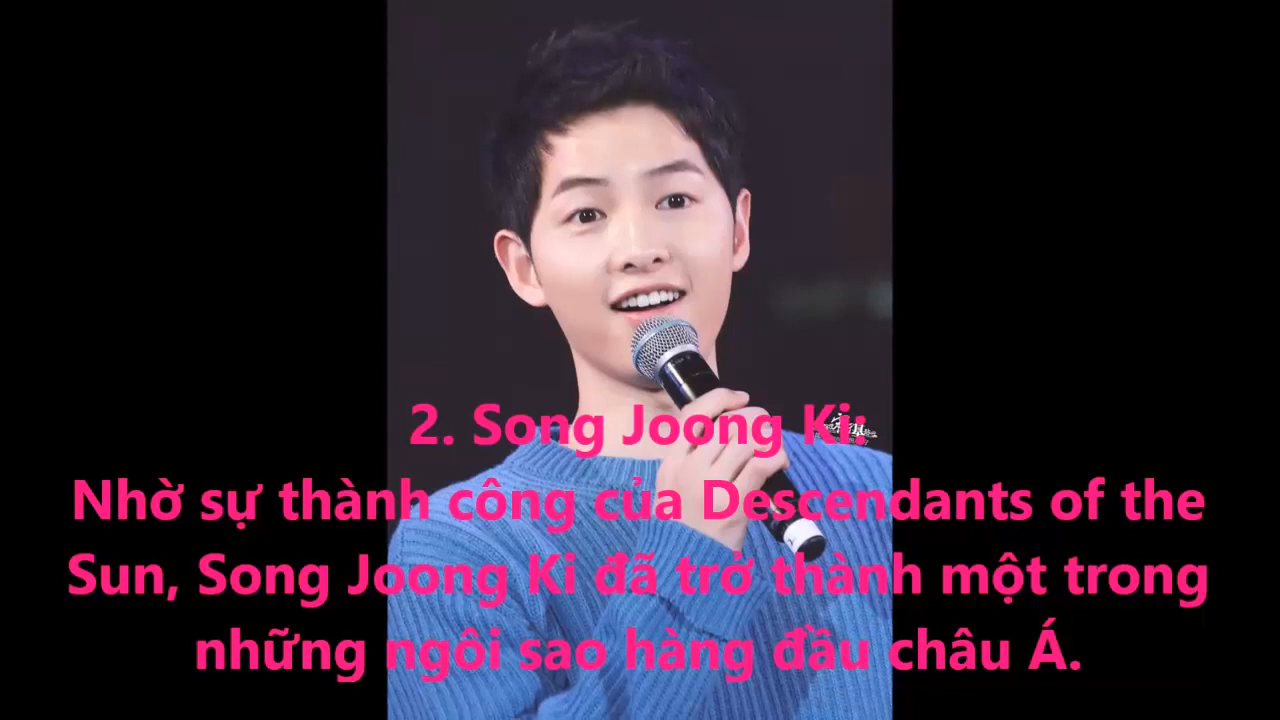 2. Song Joong Ki:
Nhờ sự thành công của Descendants of the
Sun, Song Joong Ki đã trở thành một trong
những ngôi sao hàng đầu châu Á.